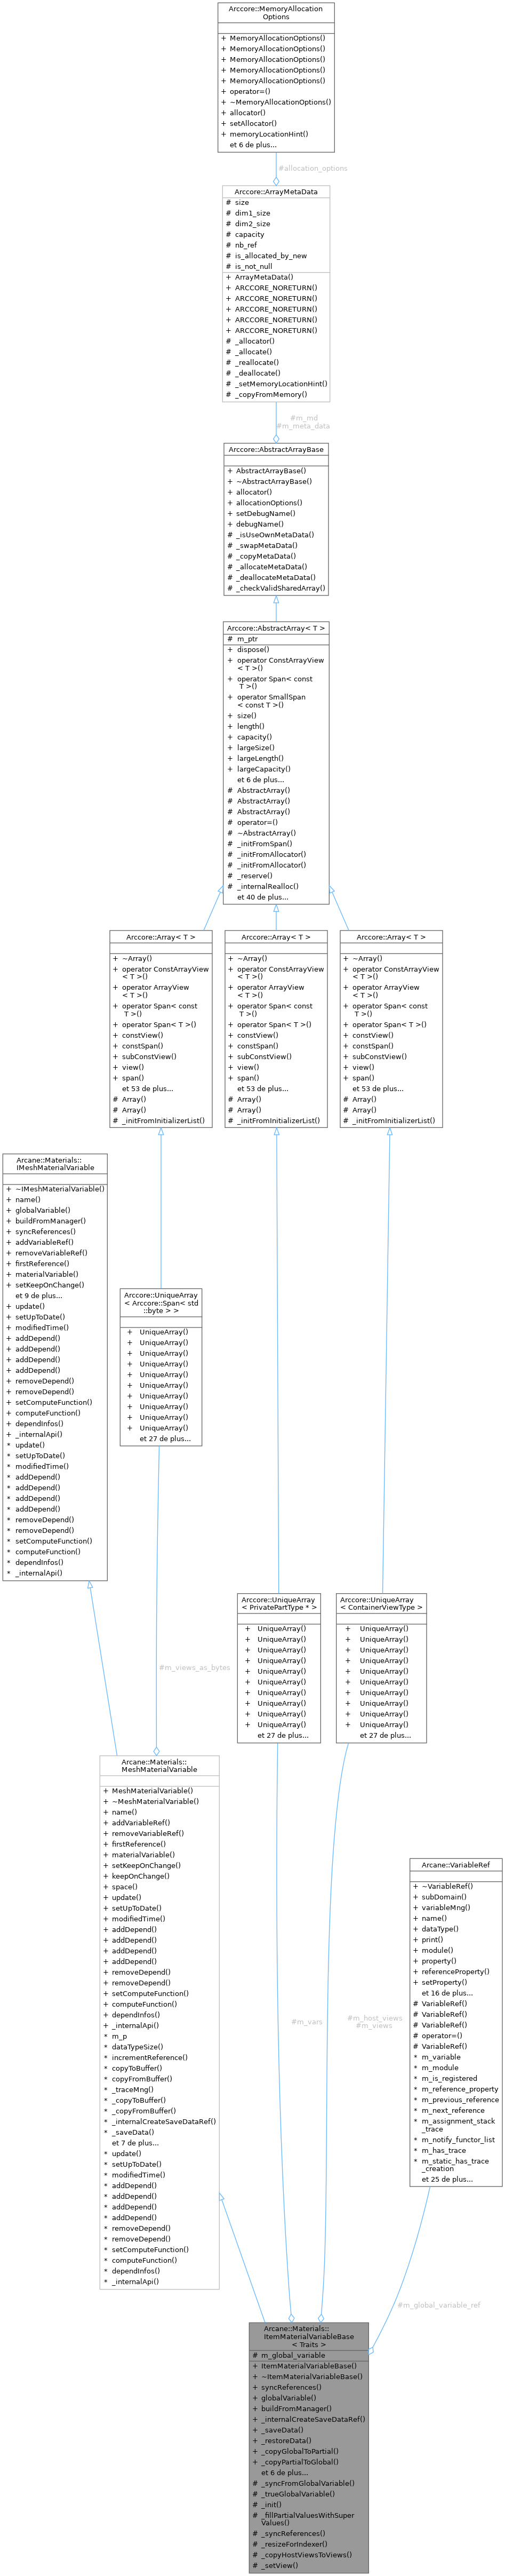 Arccore::MemoryAllocation
Options
+ MemoryAllocationOptions()
+ MemoryAllocationOptions()
+ MemoryAllocationOptions()
+ MemoryAllocationOptions()
+ MemoryAllocationOptions()
+ operator=()
+ ~MemoryAllocationOptions()
+ allocator()
+ setAllocator()
+ memoryLocationHint()
et 6 de plus...
#allocation_options
Arccore::ArrayMetaData
# size
# dim1_size
# dim2_size
# capacity
# nb_ref
# is_allocated_by_new
# is_not_null
+ ArrayMetaData()
+ ARCCORE_NORETURN()
+ ARCCORE_NORETURN()
+ ARCCORE_NORETURN()
+ ARCCORE_NORETURN()
+ ARCCORE_NORETURN()
# _allocator()
# _allocate()
# _reallocate()
# _deallocate()
# _setMemoryLocationHint()
# _copyFromMemory()
#m_md
#m_meta_data
Arccore::AbstractArrayBase
+ AbstractArrayBase()
+ ~AbstractArrayBase()
+ allocator()
+ allocationOptions()
+ setDebugName()
+ debugName()
# _isUseOwnMetaData()
# _swapMetaData()
# _copyMetaData()
# _allocateMetaData()
# _deallocateMetaData()
# _checkValidSharedArray()
Arccore::AbstractArray< T >
# m_ptr
+ dispose()
+ operator ConstArrayView
< T >()
+ operator Span< const
T >()
+ operator SmallSpan
< const T >()
+ size()
+ length()
+ capacity()
+ largeSize()
+ largeLength()
+ largeCapacity()
et 6 de plus...
# AbstractArray()
# AbstractArray()
# AbstractArray()
# operator=()
# ~AbstractArray()
# _initFromSpan()
# _initFromAllocator()
# _initFromAllocator()
# _reserve()
# _internalRealloc()
et 40 de plus...
Arccore::Array< T >
+ ~Array()
+ operator ConstArrayView
< T >()
+ operator ArrayView
< T >()
+ operator Span< const
T >()
+ operator Span< T >()
+ constView()
+ constSpan()
+ subConstView()
+ view()
+ span()
et 53 de plus...
# Array()
# Array()
# _initFromInitializerList()
Arccore::Array< T >
+ ~Array()
+ operator ConstArrayView
< T >()
+ operator ArrayView
< T >()
+ operator Span< const
T >()
+ operator Span< T >()
+ constView()
+ constSpan()
+ subConstView()
+ view()
+ span()
et 53 de plus...
# Array()
# Array()
# _initFromInitializerList()
Arccore::Array< T >
+ ~Array()
+ operator ConstArrayView
< T >()
+ operator ArrayView
< T >()
+ operator Span< const
T >()
+ operator Span< T >()
+ constView()
+ constSpan()
+ subConstView()
+ view()
+ span()
et 53 de plus...
# Array()
# Array()
# _initFromInitializerList()
Arcane::Materials::
IMeshMaterialVariable
+ ~IMeshMaterialVariable()
+ name()
+ globalVariable()
+ buildFromManager()
+ syncReferences()
+ addVariableRef()
+ removeVariableRef()
+ firstReference()
+ materialVariable()
+ setKeepOnChange()
et 9 de plus...
+ update()
+ setUpToDate()
+ modifiedTime()
+ addDepend()
+ addDepend()
+ addDepend()
+ addDepend()
+ removeDepend()
+ removeDepend()
+ setComputeFunction()
+ computeFunction()
+ dependInfos()
+ _internalApi()
* update()
* setUpToDate()
* modifiedTime()
* addDepend()
* addDepend()
* addDepend()
* addDepend()
* removeDepend()
* removeDepend()
* setComputeFunction()
* computeFunction()
* dependInfos()
* _internalApi()
Arccore::UniqueArray
< Arccore::Span< std
::byte > >
+ UniqueArray()
+ UniqueArray()
+ UniqueArray()
+ UniqueArray()
+ UniqueArray()
+ UniqueArray()
+ UniqueArray()
+ UniqueArray()
+ UniqueArray()
+ UniqueArray()
et 27 de plus...
Arccore::UniqueArray
< PrivatePartType * >
+ UniqueArray()
+ UniqueArray()
+ UniqueArray()
+ UniqueArray()
+ UniqueArray()
+ UniqueArray()
+ UniqueArray()
+ UniqueArray()
+ UniqueArray()
+ UniqueArray()
et 27 de plus...
Arccore::UniqueArray
< ContainerViewType >
+ UniqueArray()
+ UniqueArray()
+ UniqueArray()
+ UniqueArray()
+ UniqueArray()
+ UniqueArray()
+ UniqueArray()
+ UniqueArray()
+ UniqueArray()
+ UniqueArray()
et 27 de plus...
#m_views_as_bytes
Arcane::Materials::
MeshMaterialVariable
+ MeshMaterialVariable()
+ ~MeshMaterialVariable()
+ name()
+ addVariableRef()
+ removeVariableRef()
+ firstReference()
+ materialVariable()
+ setKeepOnChange()
+ keepOnChange()
+ space()
+ update()
+ setUpToDate()
+ modifiedTime()
+ addDepend()
+ addDepend()
+ addDepend()
+ addDepend()
+ removeDepend()
+ removeDepend()
+ setComputeFunction()
+ computeFunction()
+ dependInfos()
+ _internalApi()
* m_p
* dataTypeSize()
* incrementReference()
* copyToBuffer()
* copyFromBuffer()
* _traceMng()
* _copyToBuffer()
* _copyFromBuffer()
* _internalCreateSaveDataRef()
* _saveData()
et 7 de plus...
* update()
* setUpToDate()
* modifiedTime()
* addDepend()
* addDepend()
* addDepend()
* addDepend()
* removeDepend()
* removeDepend()
* setComputeFunction()
* computeFunction()
* dependInfos()
* _internalApi()
Arcane::VariableRef
+ ~VariableRef()
+ subDomain()
+ variableMng()
+ name()
+ dataType()
+ print()
+ module()
+ property()
+ referenceProperty()
+ setProperty()
et 16 de plus...
# VariableRef()
# VariableRef()
# VariableRef()
# operator=()
# VariableRef()
* m_variable
* m_module
* m_is_registered
* m_reference_property
* m_previous_reference
* m_next_reference
* m_assignment_stack
_trace
* m_notify_functor_list
* m_has_trace
* m_static_has_trace
_creation
et 25 de plus...
#m_vars
#m_host_views
#m_views
#m_global_variable_ref
Arcane::Materials::
ItemMaterialVariableBase
< Traits >
# m_global_variable
+ ItemMaterialVariableBase()
+ ~ItemMaterialVariableBase()
+ syncReferences()
+ globalVariable()
+ buildFromManager()
+ _internalCreateSaveDataRef()
+ _saveData()
+ _restoreData()
+ _copyGlobalToPartial()
+ _copyPartialToGlobal()
et 6 de plus...
# _syncFromGlobalVariable()
# _trueGlobalVariable()
# _init()
# _fillPartialValuesWithSuper
Values()
# _syncReferences()
# _resizeForIndexer()
# _copyHostViewsToViews()
# _setView()